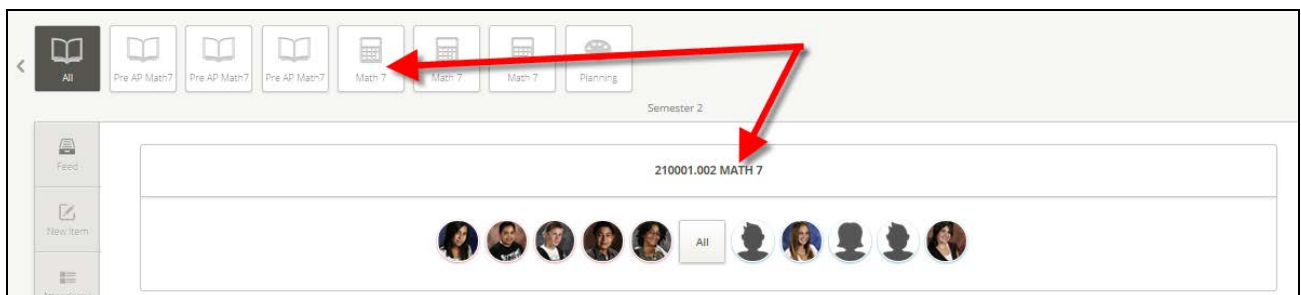 All
Pre AP Math7
Pre AP Math7
Pre AP Math7
Math 7
Math 7
Math 7
Planning
Semester 2
Feed
210001.002 MATH 7
New Item
All